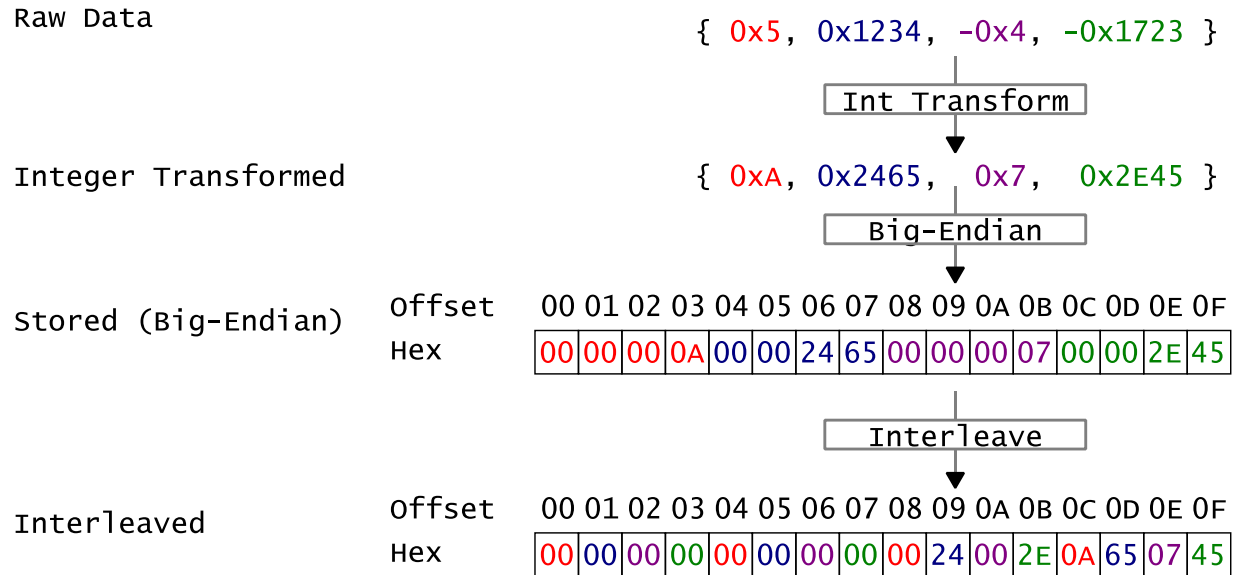 Raw Data { 0x5, 0x1234, -0x4, -0x1723 }
Int Transform
Integer Transformed { 0xA, 0x2465, 0x7, 0x2E45 }
Big-Endian
Stored (Big-Endian)
Offset 00 01 02 03 04 05 06 07 08 09 0A 0B 0C 0D 0E 0F
Hex 00 00 00 0A 00 00 24 65 00 00 00 07 00 00 2E 45
Interleave
Interleaved
Offset 00 01 02 03 04 05 06 07 08 09 0A 0B 0C 0D 0E 0F
Hex 00 00 00 00 00 00 00 00 00 24 00 2E 0A 65 07 45